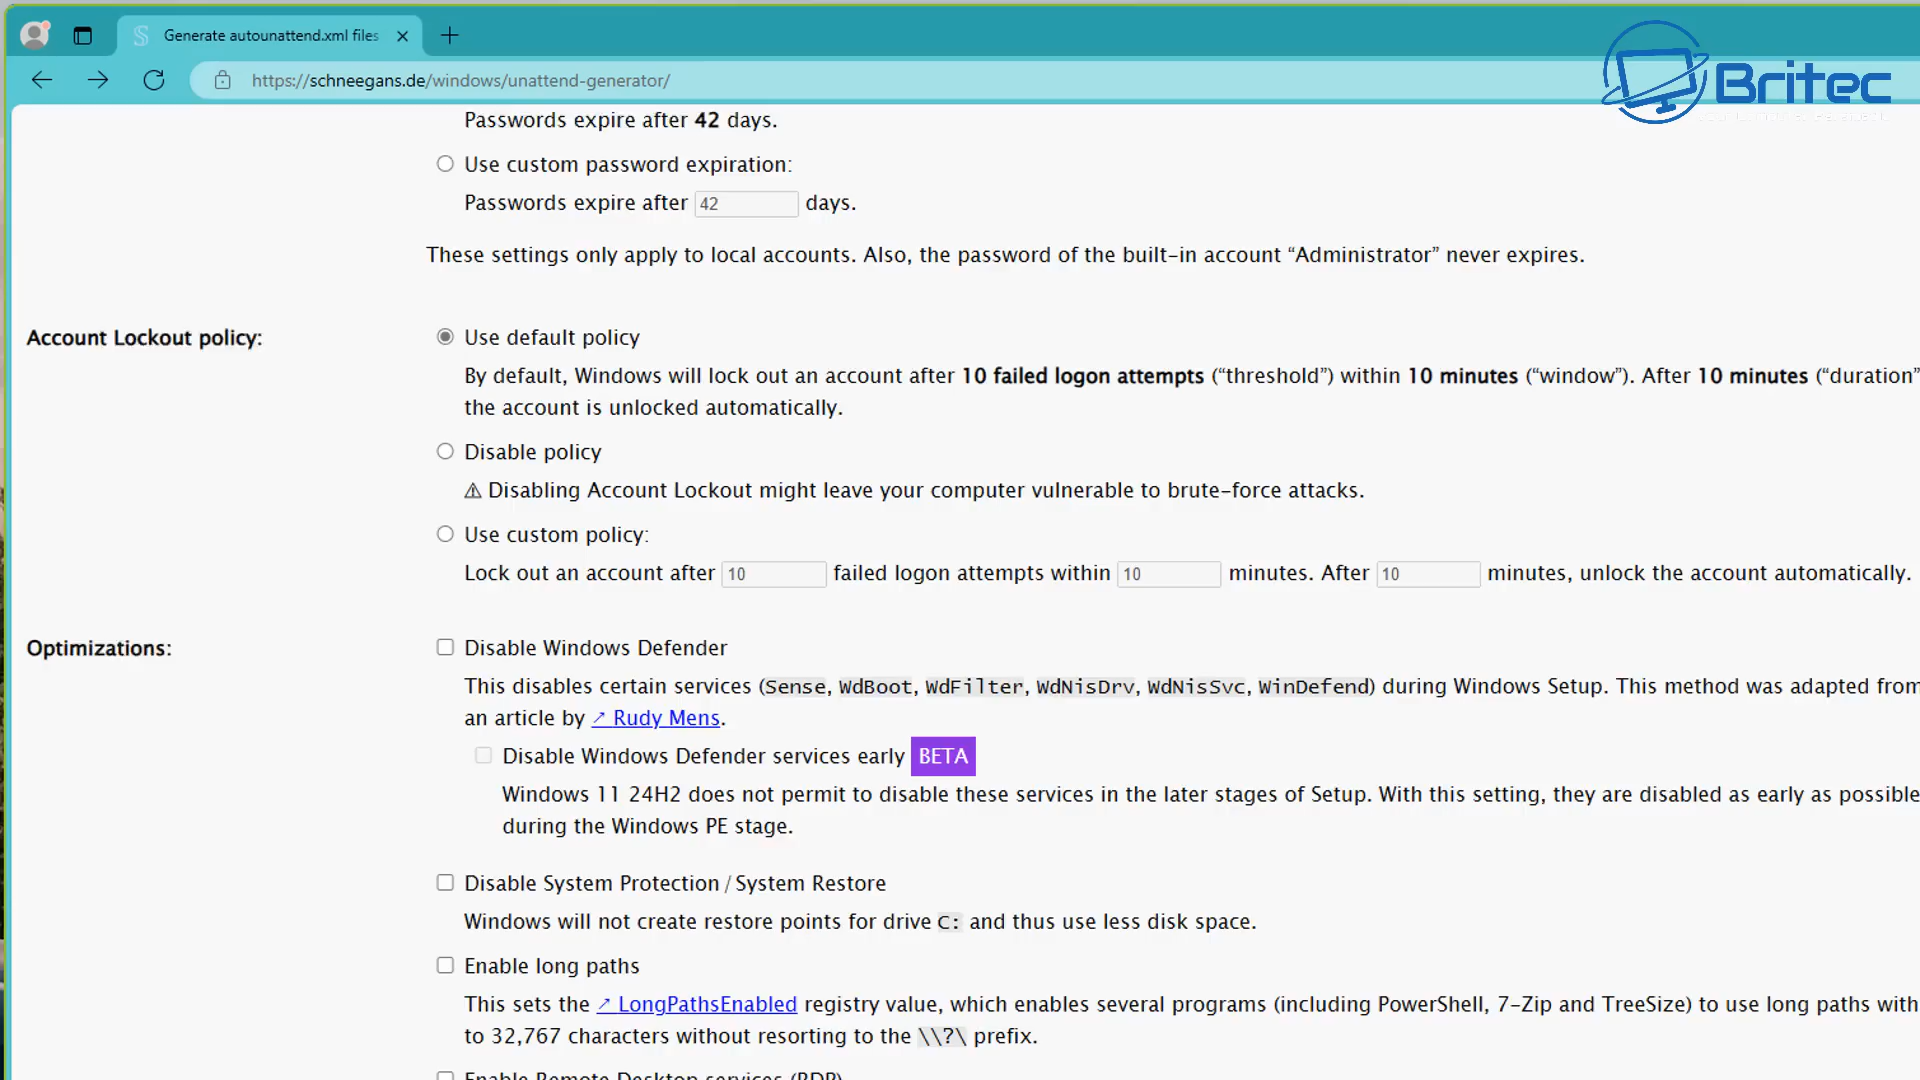 Generate autounattend.xml files
https://schneegans.de/windows/unattend-generator/
Britec
Passwords expire after 42 days.
Use custom password expiration:
Passwords expire after 42 days.
These settings only apply to local accounts. Also, the password of the built-in account “Administrator” never expires.
Account Lockout policy:
Use default policy
By default, Windows will lock out an account after 10 failed logon attempts (“threshold”) within 10 minutes (“window”). After 10 minutes (“duration”
the account is unlocked automatically.
Disable policy
⚠ Disabling Account Lockout might leave your computer vulnerable to brute-force attacks.
Use custom policy:
Lock out an account after 10 failed logon attempts within 10 minutes. After 10 minutes, unlock the account automatically.
Optimizations:
Disable Windows Defender
This disables certain services (Sense, WdBoot, WdFilter, WdNisDrv, WdNisSvc, WinDefend) during Windows Setup. This method was adapted from
an article by ↗ Rudy Mens.
Disable Windows Defender services early BETA
Windows 11 24H2 does not permit to disable these services in the later stages of Setup. With this setting, they are disabled as early as possible
during the Windows PE stage.
Disable System Protection / System Restore
Windows will not create restore points for drive C: and thus use less disk space.
Enable long paths
This sets the ↗ LongPathsEnabled registry value, which enables several programs (including PowerShell, 7-Zip and TreeSize) to use long paths with
to 32,767 characters without resorting to the \\?\ prefix.
Enable Remote Desktop services (RDP)